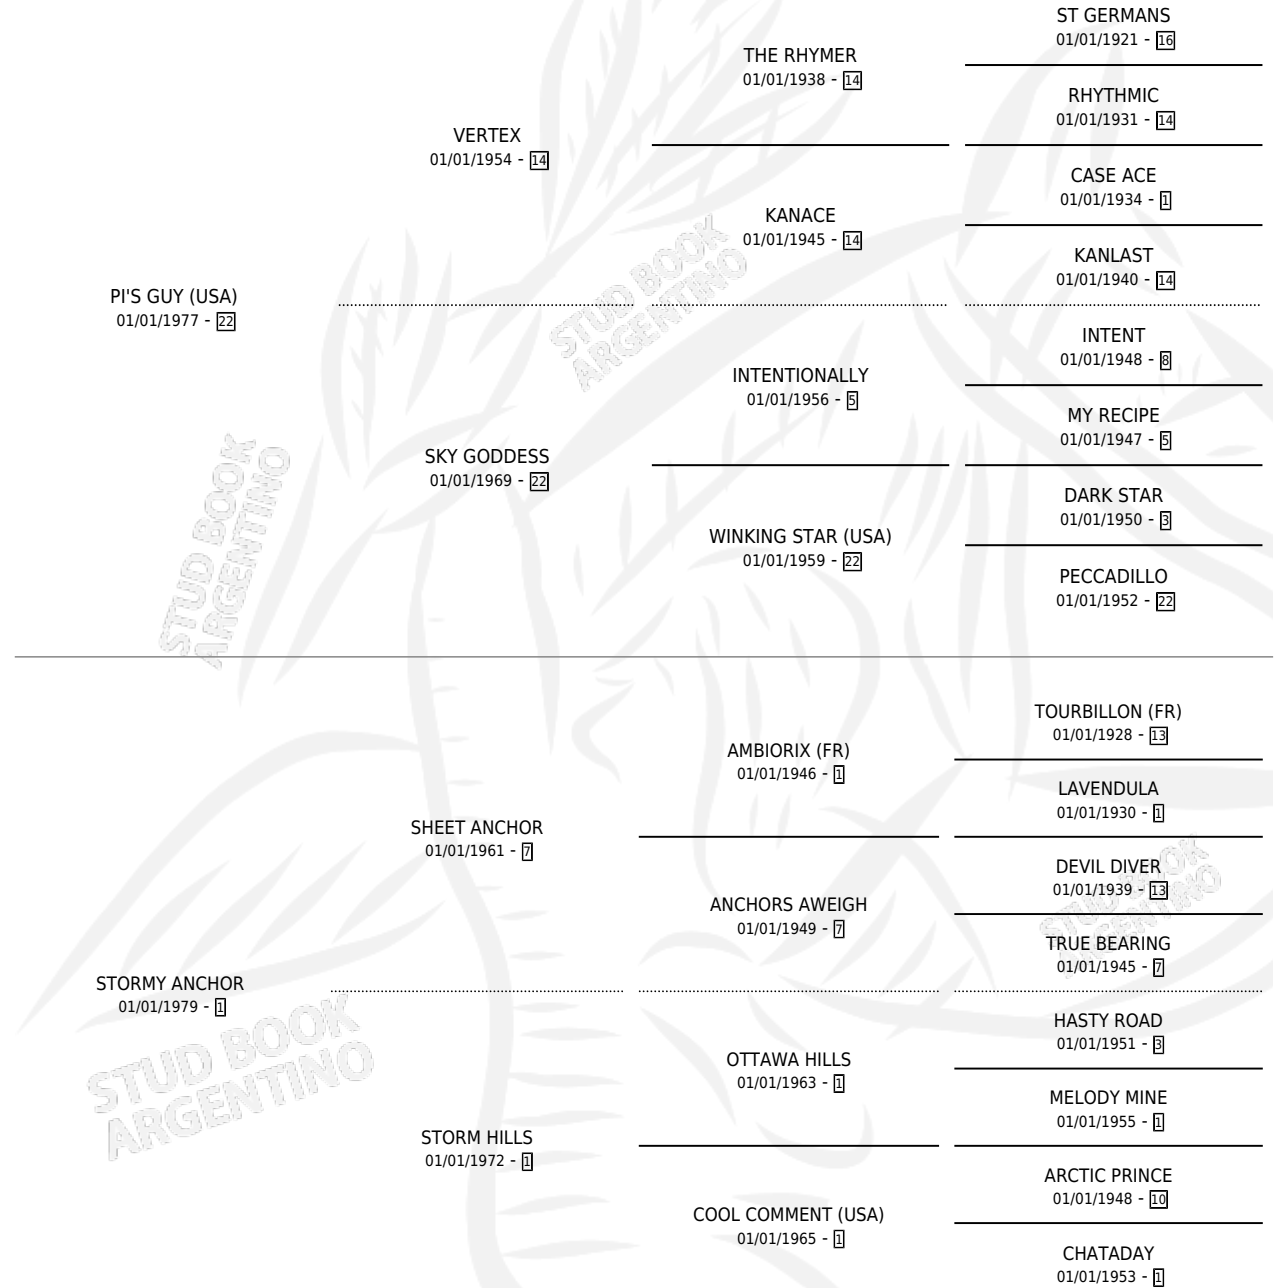 ST GERMANS
01/01/1921 - 16
THE RHYMER
01/01/1938 - 14
RHYTHMIC
01/01/1931 - 14
VERTEX
01/01/1954 - 14
CASE ACE
01/01/1934 - 1
KANACE
01/01/1945 - 14
KANLAST
01/01/1940 - 14
PI'S GUY (USA)
01/01/1977 - 22
INTENT
01/01/1948 - 8
INTENTIONALLY
01/01/1956 - 5
MY RECIPE
01/01/1947 - 5
SKY GODDESS
01/01/1969 - 22
DARK STAR
01/01/1950 - 3
WINKING STAR (USA)
01/01/1959 - 22
PECCADILLO
01/01/1952 - 22
STUD BOOK
ARGENTINO
STUD BOOK
ARGENTINO
TOURBILLON (FR)
01/01/1928 - 13
AMBIORIX (FR)
01/01/1946 - 1
LAVENDULA
01/01/1930 - 1
SHEET ANCHOR
01/01/1961 - 7
DEVIL DIVER
01/01/1939 - 13
ANCHORS AWEIGH
01/01/1949 - 7
TRUE BEARING
01/01/1945 - 7
STORMY ANCHOR
01/01/1979 - 1
HASTY ROAD
01/01/1951 - 3
OTTAWA HILLS
01/01/1963 - 1
MELODY MINE
01/01/1955 - 1
STORM HILLS
01/01/1972 - 1
ARCTIC PRINCE
01/01/1948 - 10
COOL COMMENT (USA)
01/01/1965 - 1
CHATADAY
01/01/1953 - 1
STUD BOOK
ARGENTINO
STUD BOOK
ARGENTINO